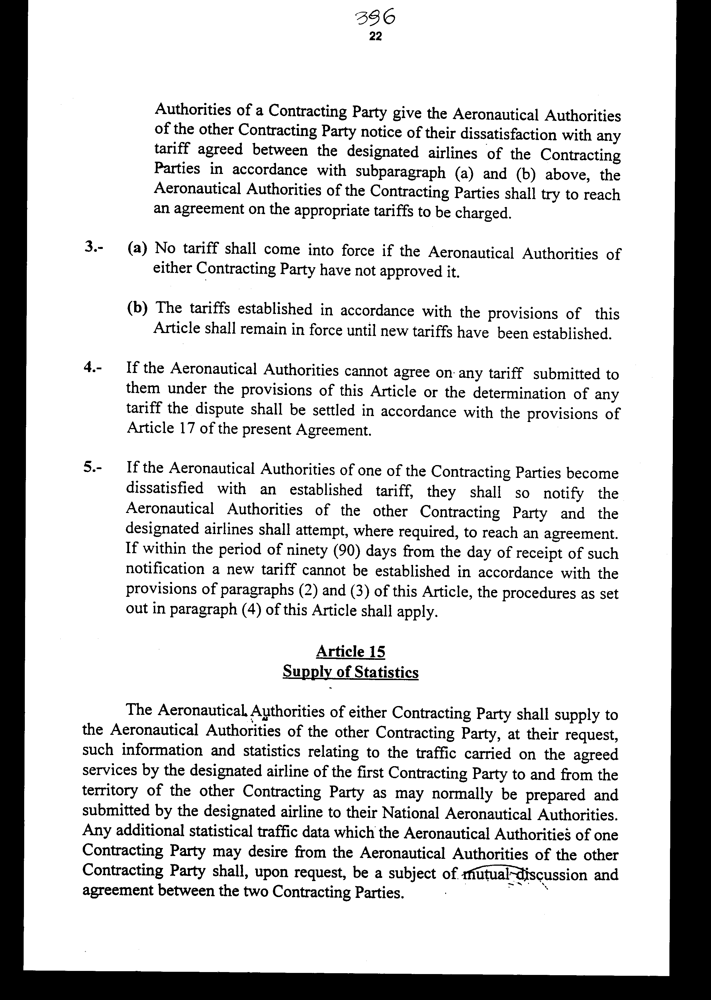 396
22
Authorities of a Contracting Party give the Aeronautical Authorities
of the other Contracting Party notice of their dissatisfaction with any
tariff agreed between the designated airlines of the Contracting
Parties in accordance with subparagraph (a) and (b) above, the
Aeronautical Authorities of the Contracting Parties shall try to reach
an agreement on the appropriate tariffs to be charged.
3.- (a) No tariff shall come into force if the Aeronautical Authorities of
either Contracting Party have not approved it.
(b) The tariffs established in accordance with the provisions of this
Article shall remain in force until new tariffs have been established.
4.- If the Aeronautical Authorities cannot agree on any tariff submitted to
them under the provisions of this Article or the determination of any
tariff the dispute shall be settled in accordance with the provisions of
Article 17 of the present Agreement.
5.- If the Aeronautical Authorities of one of the Contracting Parties become
dissatisfied with an established tariff, they shall so notify the
Aeronautical Authorities of the other Contracting Party and the
designated airlines shall attempt, where required, to reach an agreement.
If within the period of ninety (90) days from the day of receipt of such
notification a new tariff cannot be established in accordance with the
provisions of paragraphs (2) and (3) of this Article, the procedures as set
out in paragraph (4) of this Article shall apply.
Article 15
Supply of Statistics
The Aeronautical Authorities of either Contracting Party shall supply to
the Aeronautical Authorities of the other Contracting Party, at their request,
such information and statistics relating to the traffic carried on the agreed
services by the designated airline of the first Contracting Party to and from the
territory of the other Contracting Party as may normally be prepared and
submitted by the designated airline to their National Aeronautical Authorities.
Any additional statistical traffic data which the Aeronautical Authorities of one
Contracting Party may desire from the Aeronautical Authorities of the other
Contracting Party shall, upon request, be a subject of mutual discussion and
agreement between the two Contracting Parties.